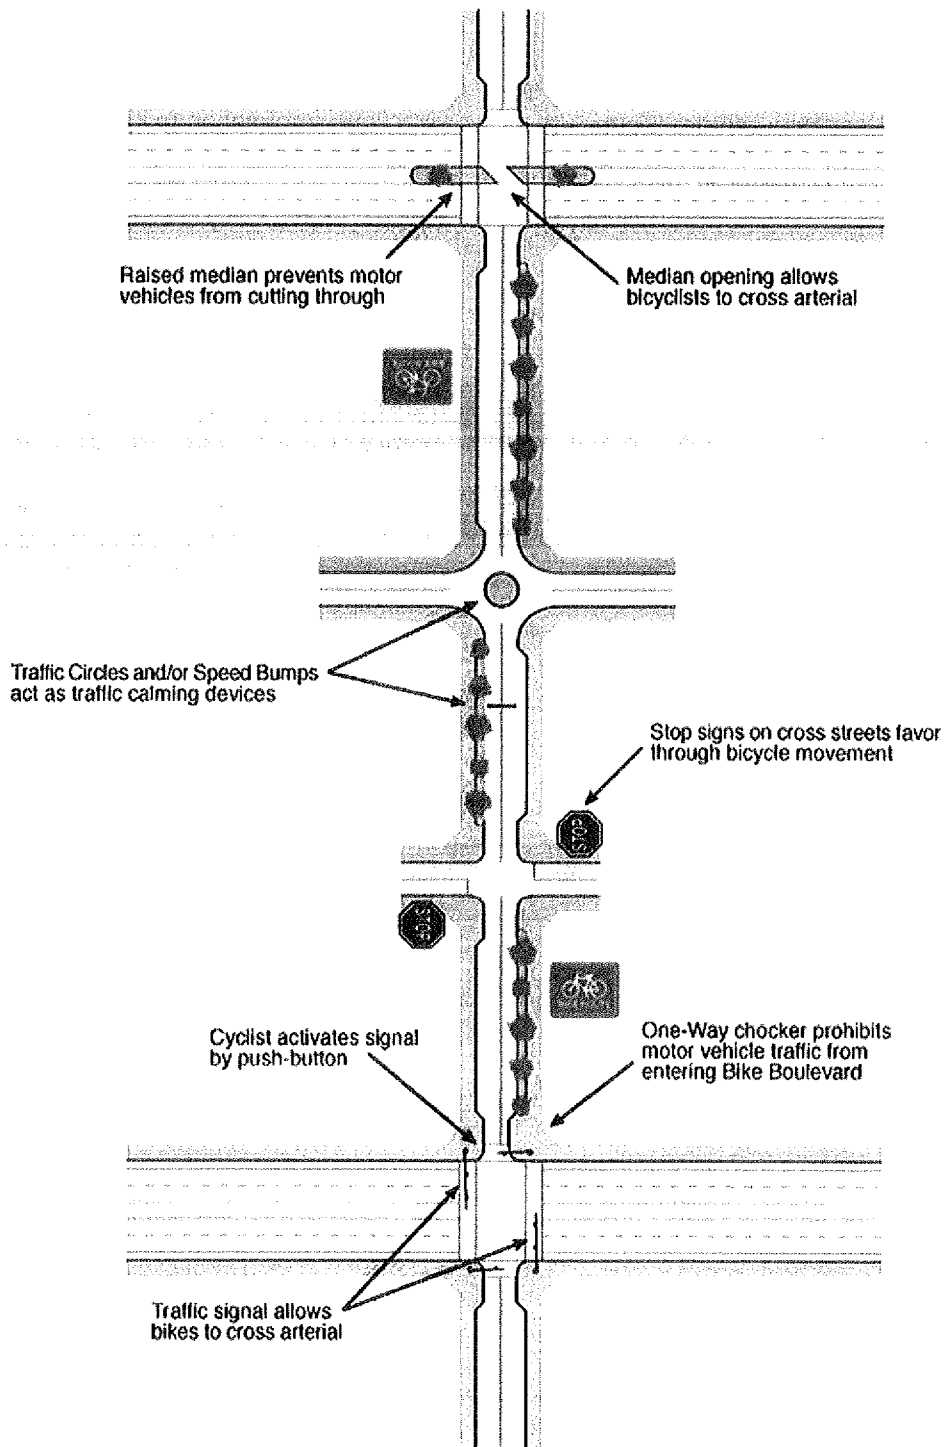 Raised median prevents motor
vehicles from cutting through
Median opening allows
bicyclists to cross arterial
Traffic Circles and/or Speed Bumps
act as traffic calming devices
Stop signs on cross streets favor
through bicycle movement
STOP
STOP
Cyclist activates signal
by push-button
One-Way chocker prohibits
motor vehicle traffic from
entering Bike Boulevard
Traffic signal allows
bikes to cross arterial